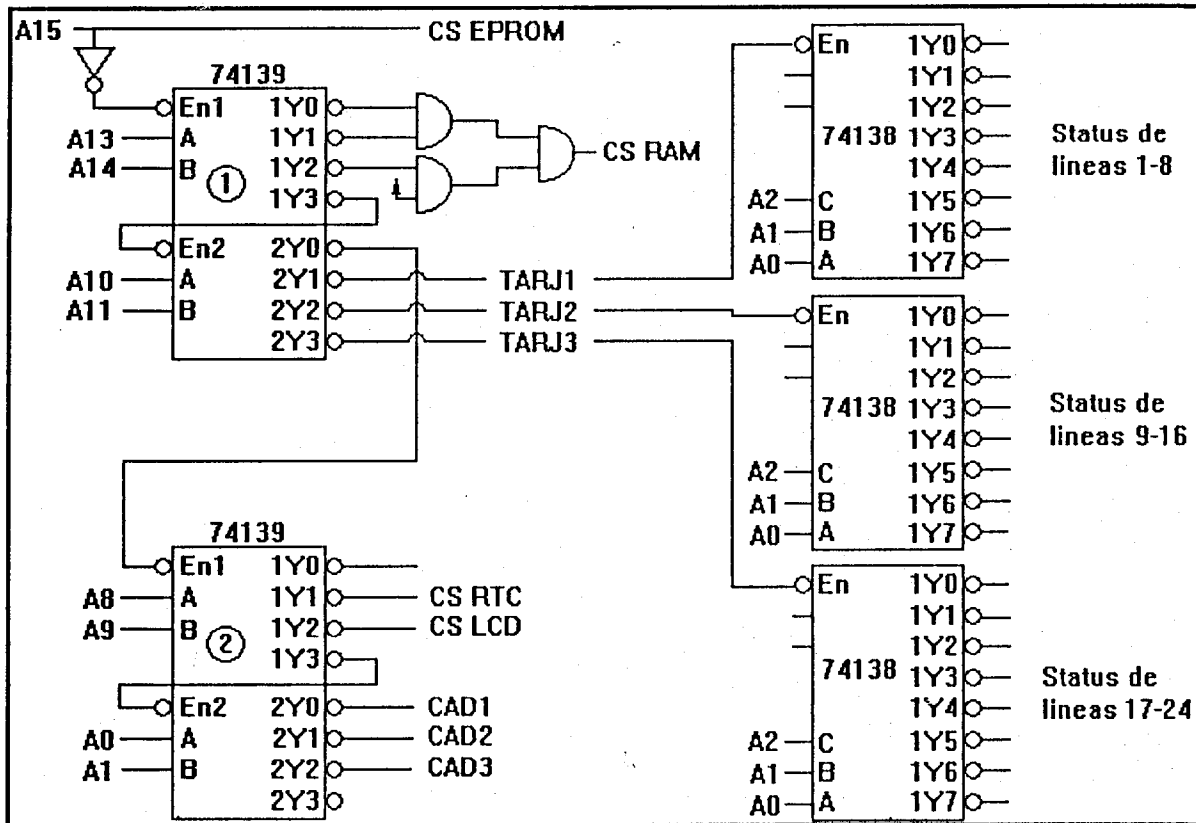 A15
CS EPROM
74139
En1 1Y0
A13 A 1Y1
A14 B 1Y2
1 1Y3
CS RAM
En2 2Y0
A10 A 2Y1 TARJ1
A11 B 2Y2 TARJ2
2Y3 TARJ3
74139
En1 1Y0
A8 A 1Y1 CS RTC
A9 B 1Y2 CS LCD
2 1Y3
En2 2Y0 CAD1
A0 A 2Y1 CAD2
A1 B 2Y2 CAD3
2Y3
En 1Y0
1Y1
1Y2
74138 1Y3
1Y4
A2 C 1Y5
A1 B 1Y6
A0 A 1Y7
Status de
lineas 1-8
En 1Y0
1Y1
1Y2
74138 1Y3
1Y4
A2 C 1Y5
A1 B 1Y6
A0 A 1Y7
Status de
lineas 9-16
En 1Y0
1Y1
1Y2
74138 1Y3
1Y4
A2 C 1Y5
A1 B 1Y6
A0 A 1Y7
Status de
lineas 17-24